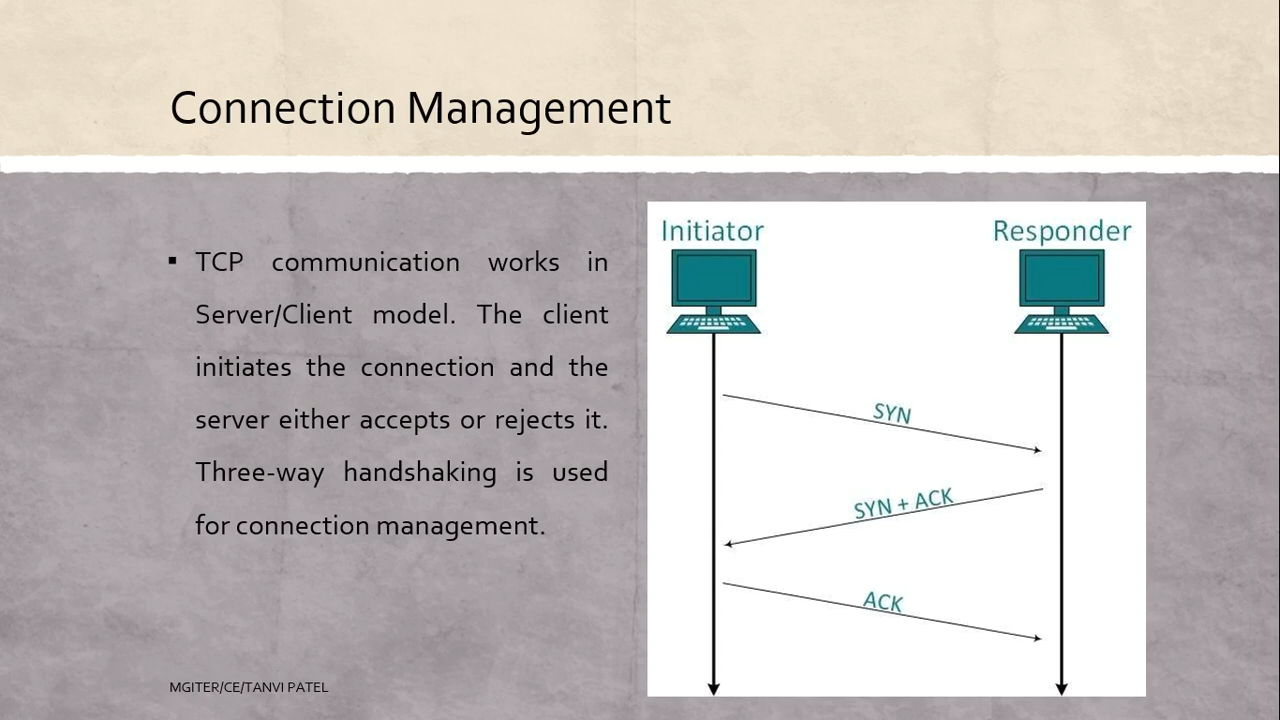 Connection Management
▪ TCP communication works in
Server/Client model. The client
initiates the connection and the
server either accepts or rejects it.
Three-way handshaking is used
for connection management.
Initiator
Responder
SYN
SYN + ACK
ACK
MGITER/CE/TANVI PATEL